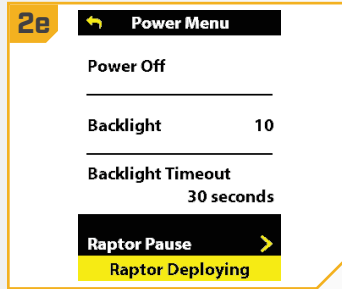 2e
Power Menu
Power Off
Backlight 10
Backlight Timeout
30 seconds
Raptor Pause >
Raptor Deploying